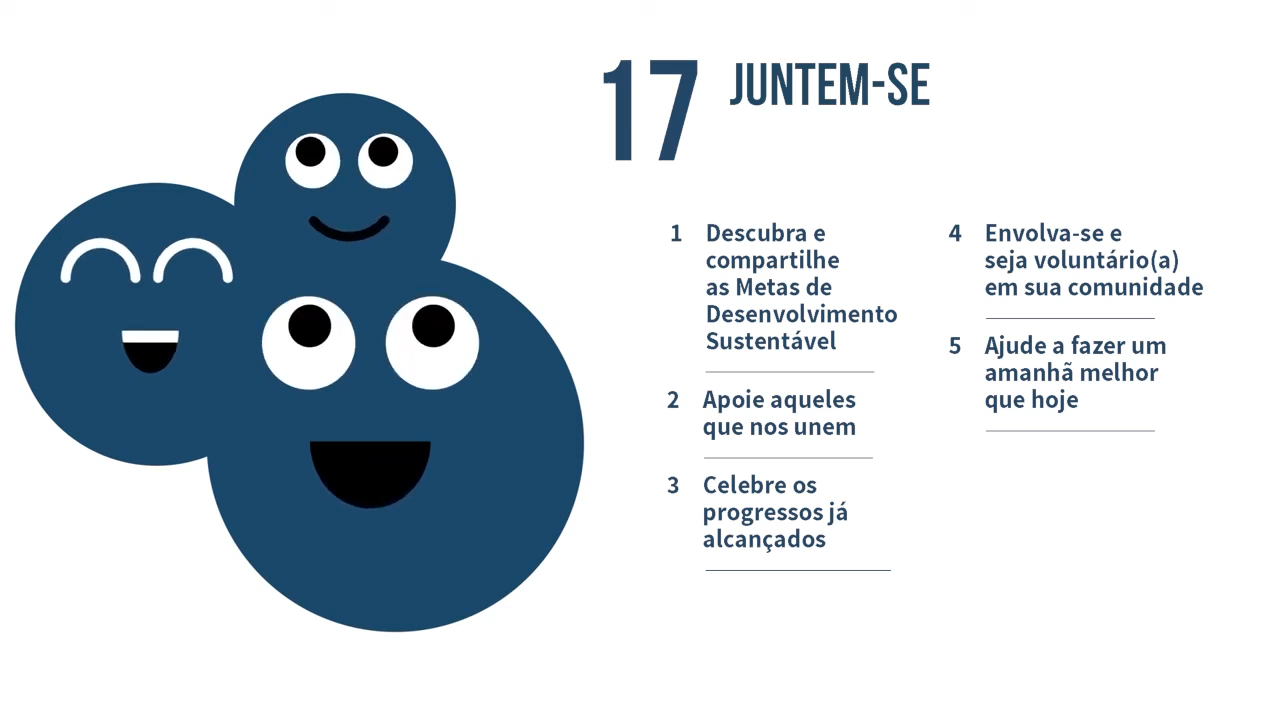 17 JUNTEM-SE
1 Descubra e
compartilhe
as Metas de
Desenvolvimento
Sustentável
2 Apoie aqueles
que nos unem
3 Celebre os
progressos já
alcançados
4 Envolva-se e
seja voluntário(a)
em sua comunidade
5 Ajude a fazer um
amanhã melhor
que hoje